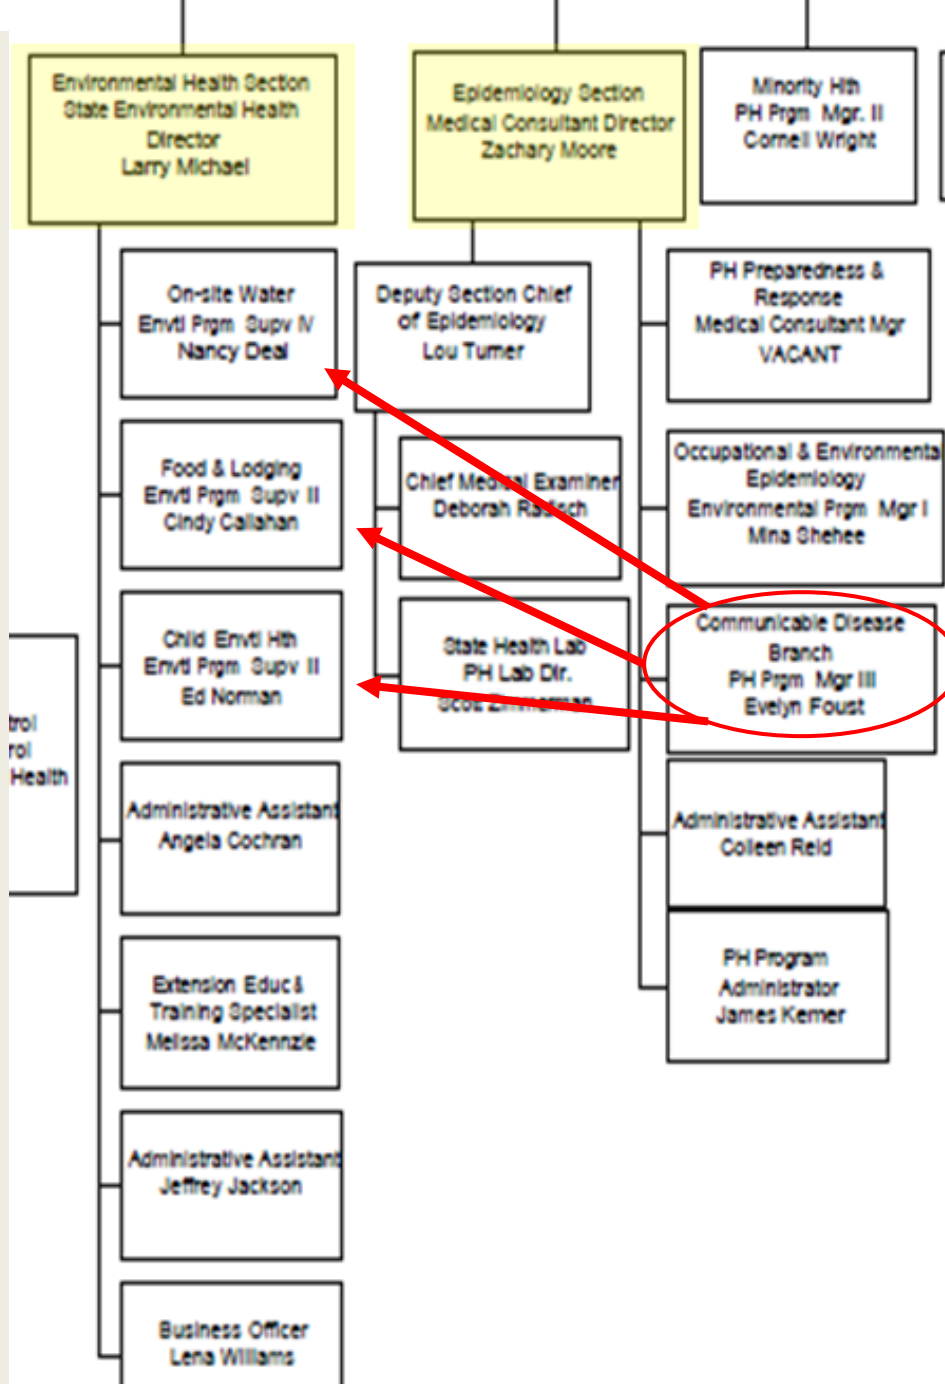 Environmental Health Section
State Environmental Health
Director
Larry Michael
Epidemiology Section
Medical Consultant Director
Zachary Moore
Minority Hth
PH Prgm Mgr. II
Cornell Wright
On-site Water
Envtl Prgm Supv IV
Nancy Deal
Deputy Section Chief
of Epidemiology
Lou Turner
PH Preparedness &
Response
Medical Consultant Mgr
VACANT
Food & Lodging
Envtl Prgm Supv II
Cindy Callahan
Chief Medical Examiner
Deborah Radisch
Occupational & Environmental
Epidemiology
Environmental Prgm Mgr I
Mina Shehee
Child Envtl Hth
Envtl Prgm Supv II
Ed Norman
State Health Lab
PH Lab Dir.
Scott Zimmerman
Communicable Disease
Branch
PH Prgm Mgr III
Evelyn Foust
trol
rol
Health
Administrative Assistant
Angela Cochran
Administrative Assistant
Colleen Reid
Extension Educ &
Training Specialist
Melissa McKennzie
PH Program
Administrator
James Kerner
Administrative Assistant
Jeffrey Jackson
Business Officer
Lena Williams